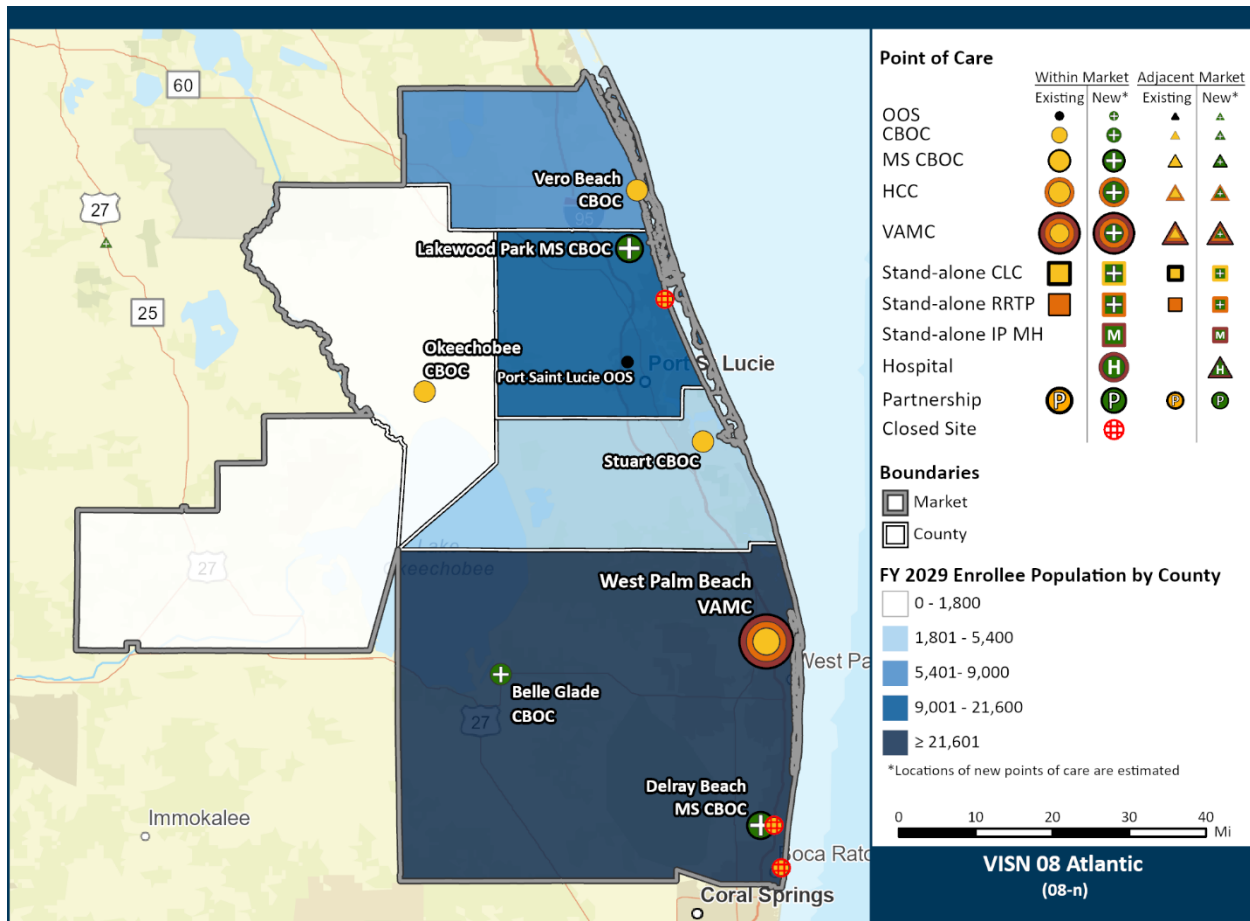 60
27
25
Vero Beach
CBOC
95
Lakewood Park MS CBOC
Okeechobee
CBOC
Port St. Lucie
Port Saint Lucie OOS
Stuart CBOC
27
Lake
Okeechobee
West Palm Beach
VAMC
West Pa
Belle Glade
CBOC
27
Delray Beach
MS CBOC
Immokalee
Boca Rato
Coral Springs
Point of Care
Within Market Adjacent Market
Existing New* Existing New*
OOS
CBOC
MS CBOC
HCC
VAMC
Stand-alone CLC
Stand-alone RRTP
Stand-alone IP MH M M
Hospital H H
Partnership P P P P
Closed Site
Boundaries
Market
County
FY 2029 Enrollee Population by County
0 - 1,800
1,801 - 5,400
5,401- 9,000
9,001 - 21,600
≥ 21,601
*Locations of new points of care are estimated
0 10 20 30 40
Mi
VISN 08 Atlantic
(08-n)